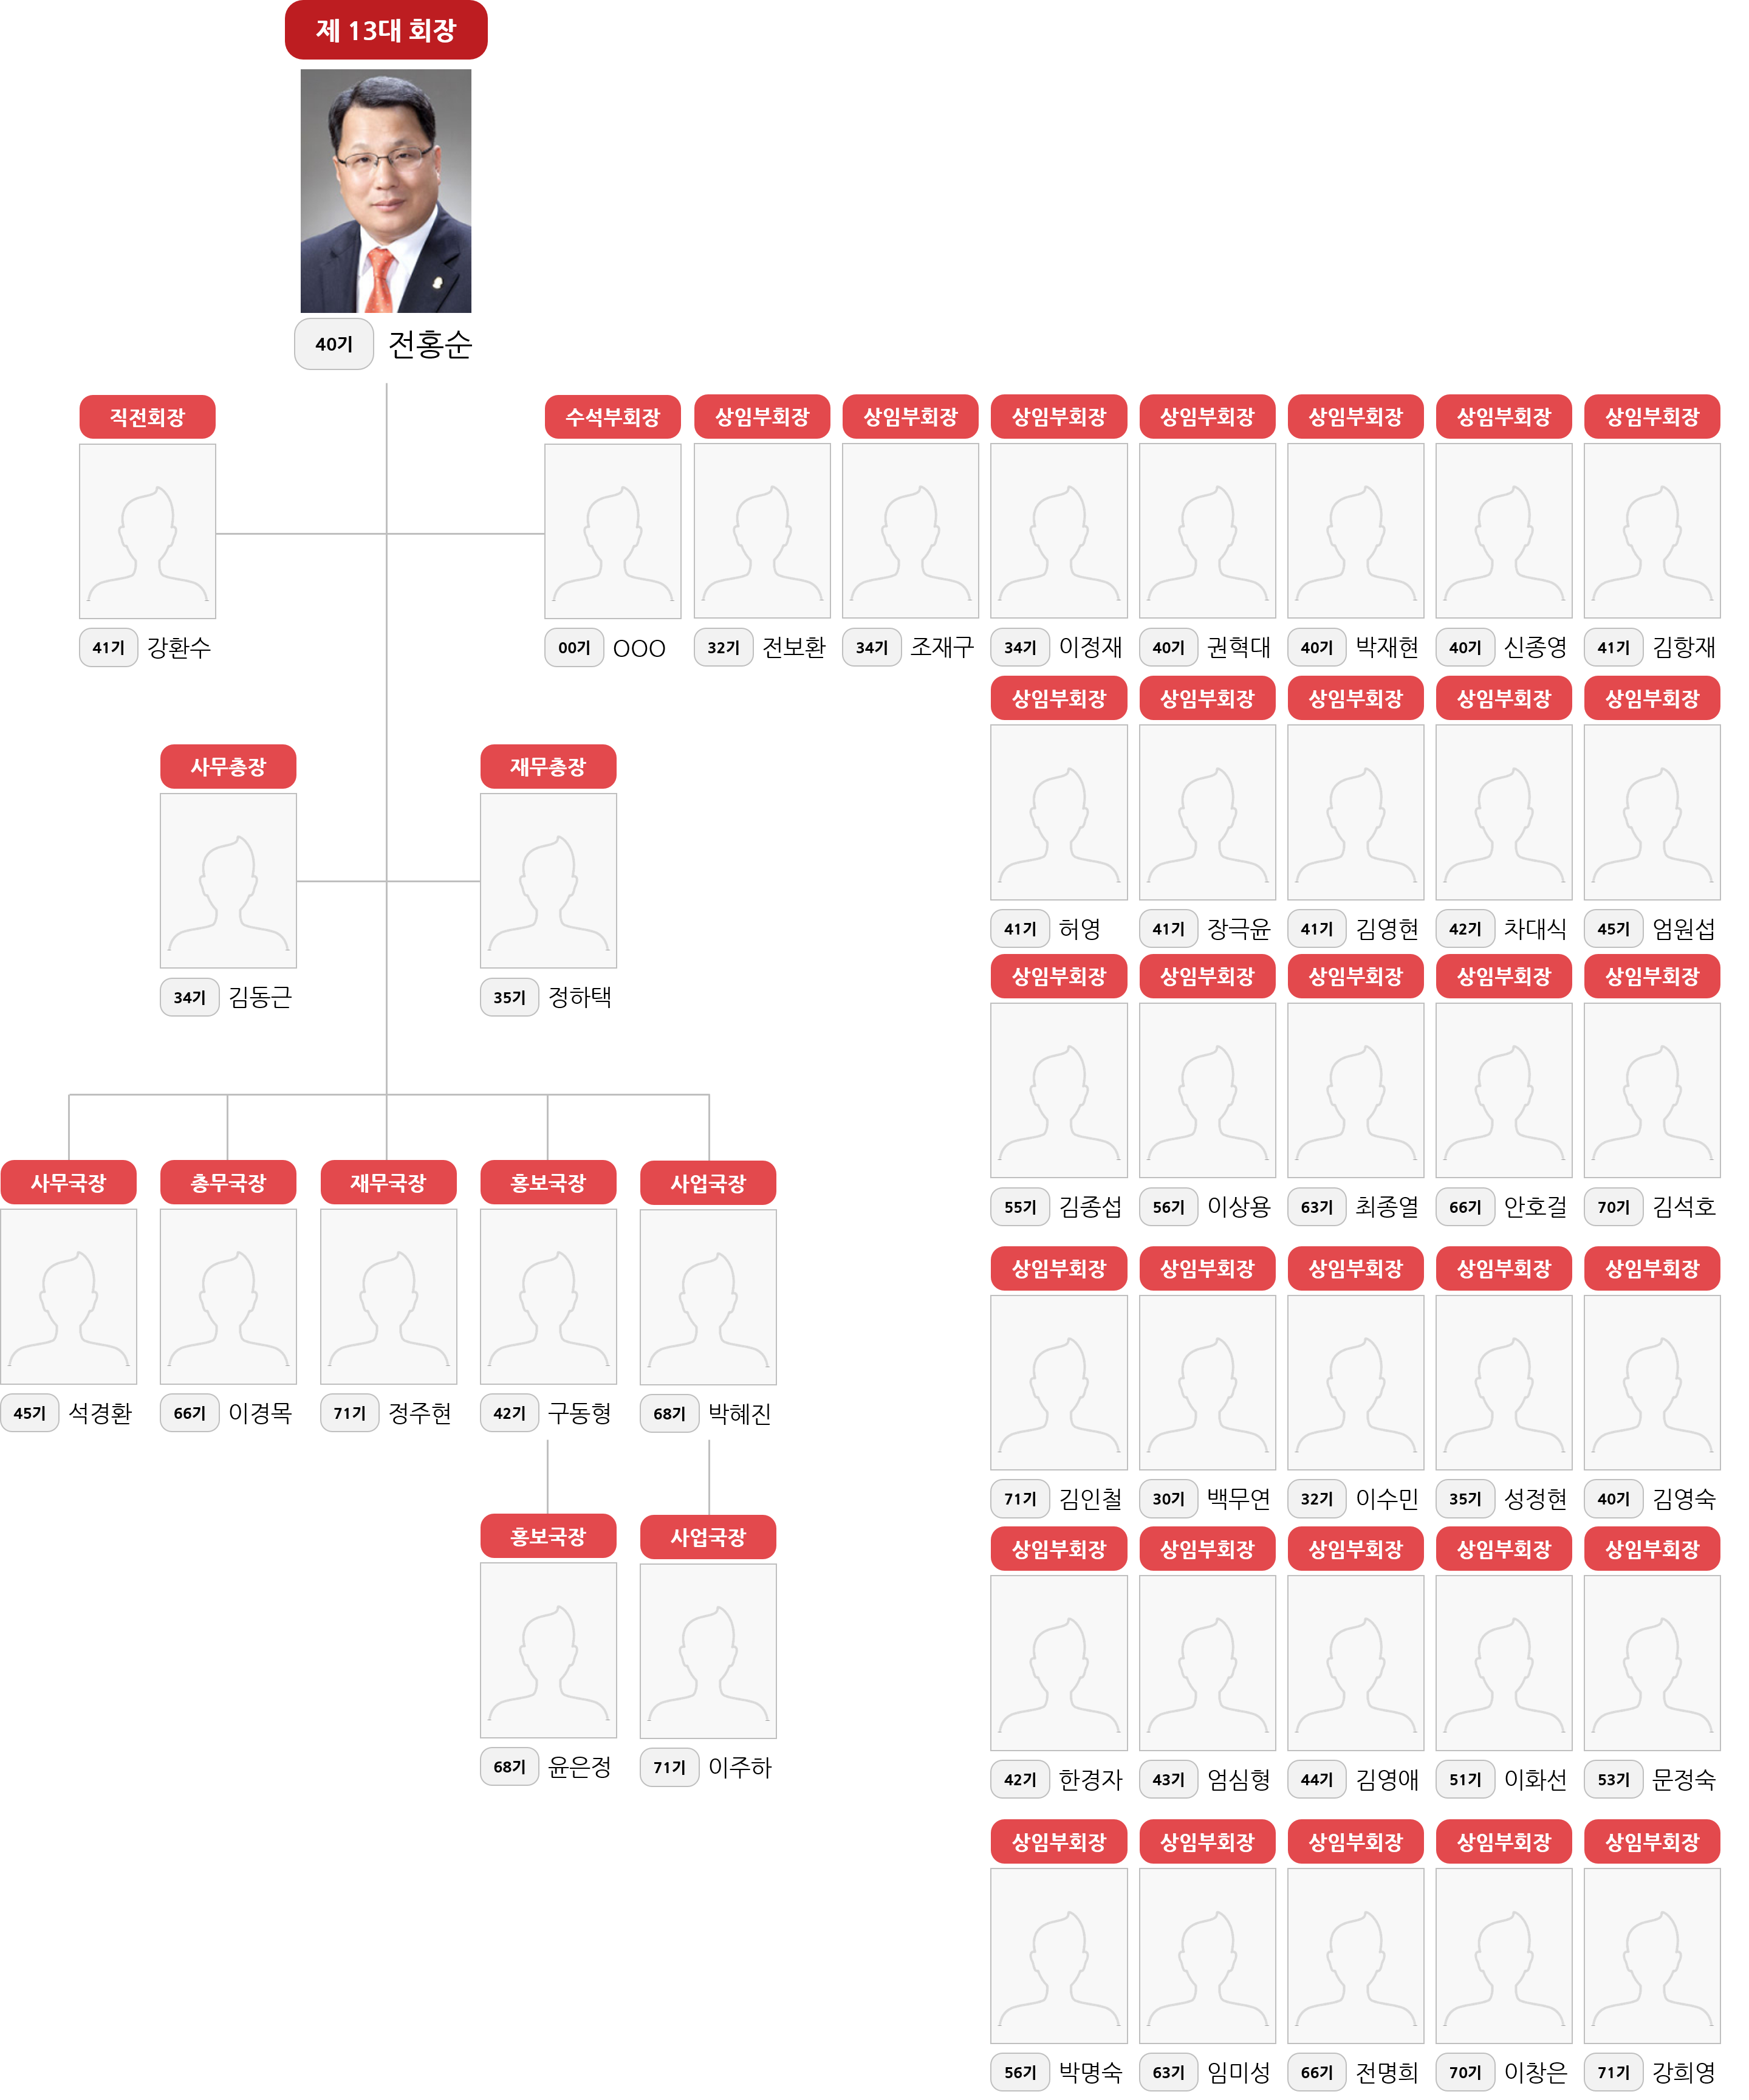 제 13대 회장
40기 전홍순
직전회장 수석부회장 상임부회장 상임부회장 상임부회장 상임부회장 상임부회장 상임부회장 상임부회장
41기 강환수 00기 OOO 32기 전보환 34기 조재구 34기 이정재 40기 권혁대 40기 박재현 40기 신종영 41기 김항재
상임부회장 상임부회장 상임부회장 상임부회장 상임부회장
사무총장 재무총장
41기 허영 41기 장극윤 41기 김영현 42기 차대식 45기 엄원섭
상임부회장 상임부회장 상임부회장 상임부회장 상임부회장
34기 김동근 35기 정하택
사무국장 총무국장 재무국장 홍보국장 사업국장
55기 김종섭 56기 이상용 63기 최종열 66기 안호걸 70기 김석호
상임부회장 상임부회장 상임부회장 상임부회장 상임부회장
45기 석경환 66기 이경목 71기 정주현 42기 구동형 68기 박혜진
71기 김인철 30기 백무연 32기 이수민 35기 성정현 40기 김영숙
홍보국장 사업국장
상임부회장 상임부회장 상임부회장 상임부회장 상임부회장
68기 윤은정 71기 이주하
42기 한경자 43기 엄심형 44기 김영애 51기 이화선 53기 문정숙
상임부회장 상임부회장 상임부회장 상임부회장 상임부회장
56기 박명숙 63기 임미성 66기 전명희 70기 이창은 71기 강희영